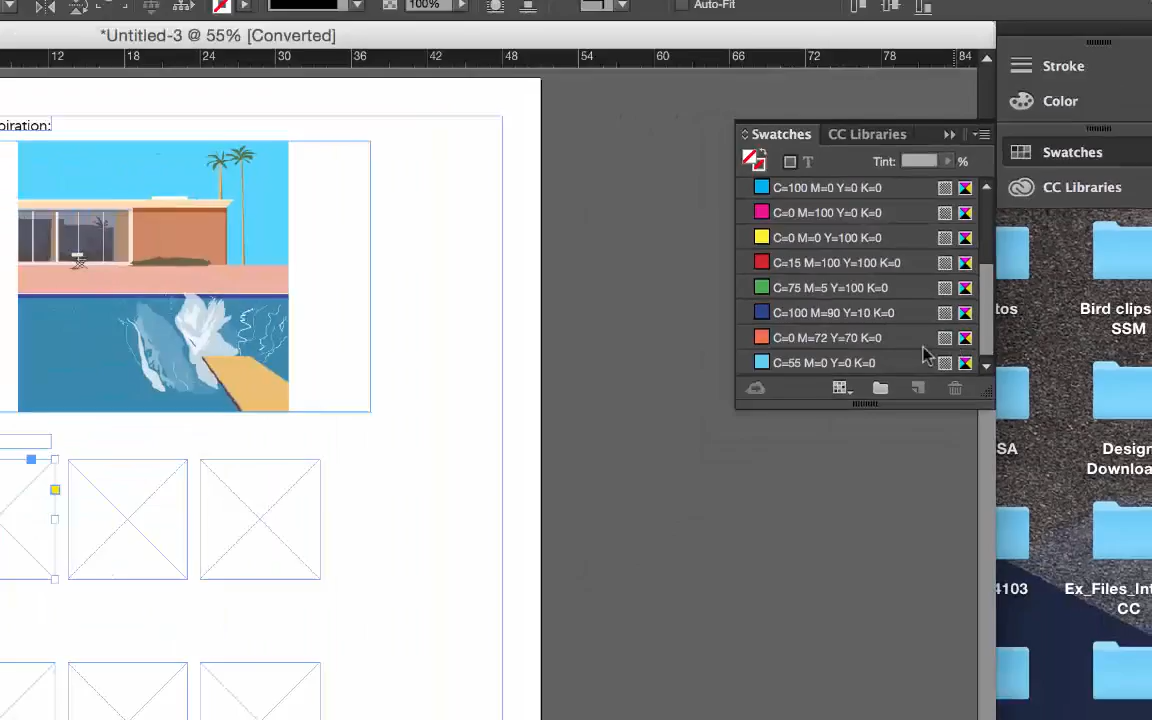 100%
Auto-Fit
*Untitled-3 @ 55% [Converted]
12 18 24 30 36 42 48 54 60 66 72 78 84
piration:
Stroke
Color
Swatches
CC Libraries
Swatches
CC Libraries
Tint:
%
T
C=100 M=0 Y=0 K=0
C=0 M=100 Y=0 K=0
C=0 M=0 Y=100 K=0
C=15 M=100 Y=100 K=0
C=75 M=5 Y=100 K=0
C=100 M=90 Y=10 K=0
C=0 M=72 Y=70 K=0
C=55 M=0 Y=0 K=0
tos
Bird clips
SSM
SA
Design
Downloa
4103
Ex_Files_Int
CC